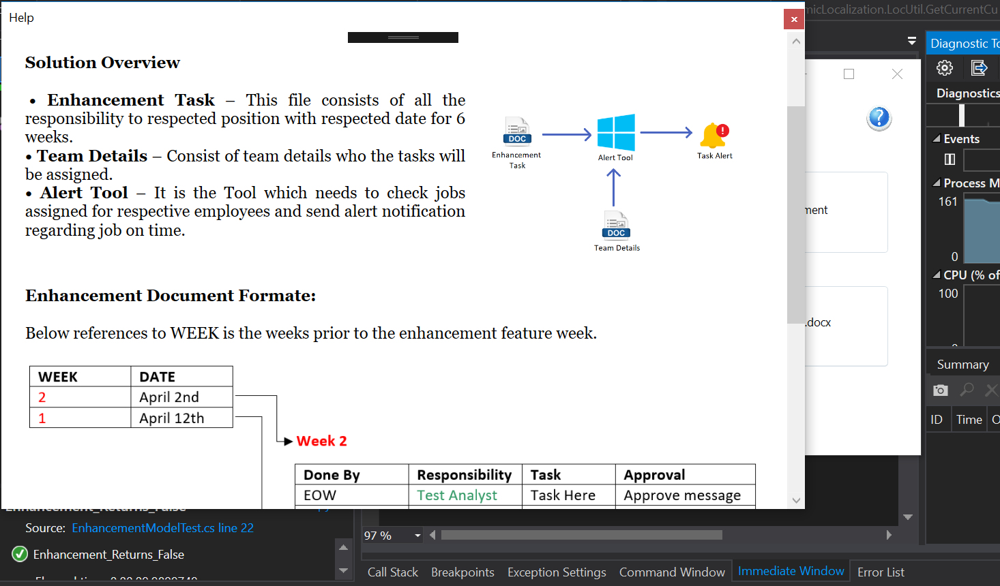 Help
micLocalization.LocUtil.GetCurrentCu
Diagnostic To
Solution Overview
• Enhancement Task – This file consists of all the
responsibility to respected position with respected date for 6
weeks.
• Team Details – Consist of team details who the tasks will
be assigned.
• Alert Tool – It is the Tool which needs to check jobs
assigned for respective employees and send alert notification
regarding job on time.
DOC
Enhancement
Task
Alert Tool
Task Alert
DOC
Team Details
Enhancement Document Formate:
Below references to WEEK is the weeks prior to the enhancement feature week.
WEEK DATE
2 April 2nd
1 April 12th
Week 2
Done By Responsibility Task Approval
EOW Test Analyst Task Here Approve message
ment
.docx
Diagnostics
Events
Process M
161
0
CPU (% of
100
Summary
ID Time O
Enhancement_Returns_False
Source: EnhancementModelTest.cs line 22
Enhancement_Returns_False
97 %
Call Stack Breakpoints Exception Settings Command Window Immediate Window Error List